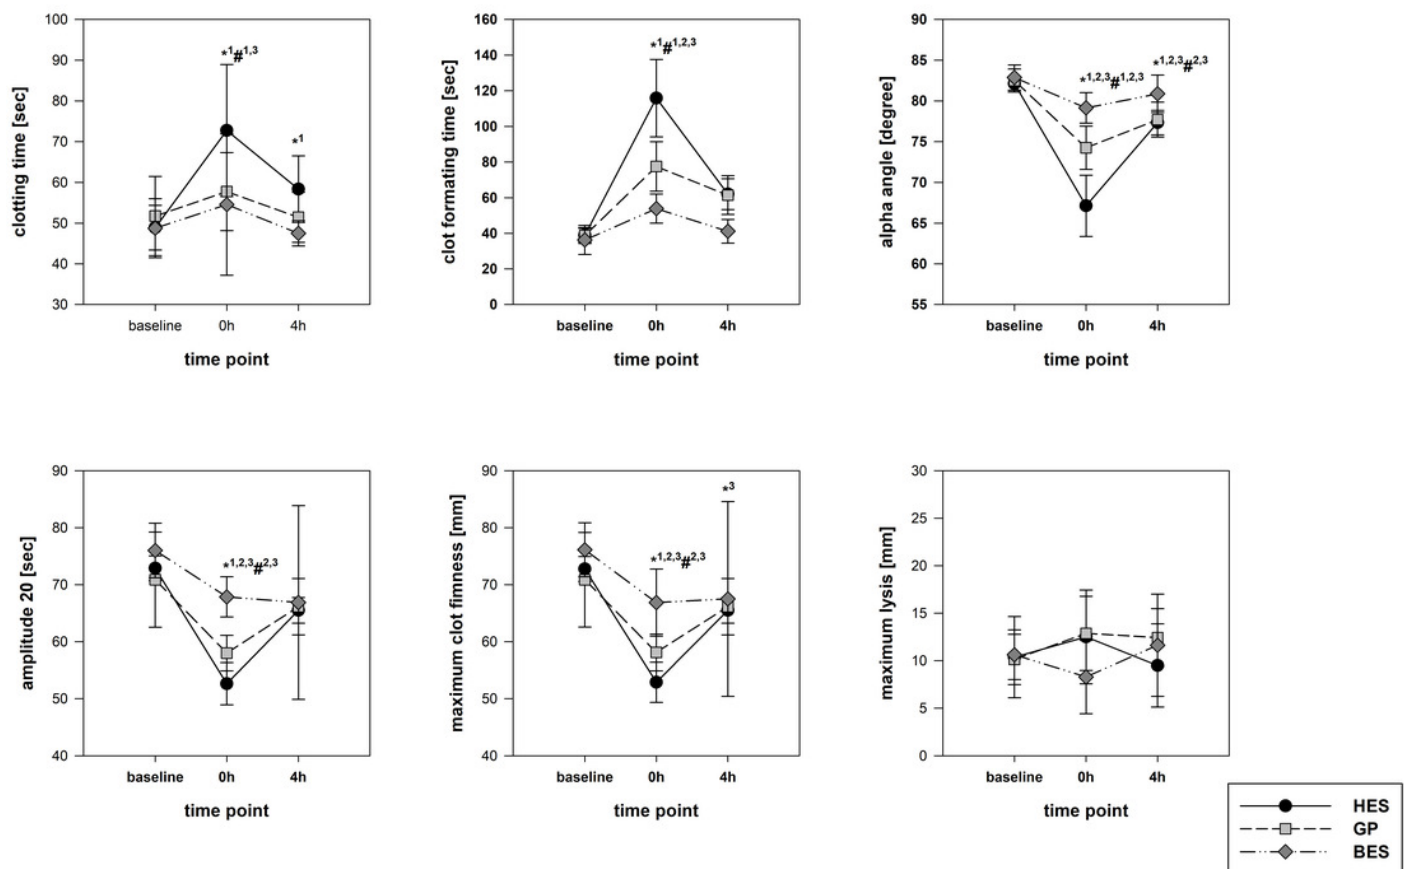 clotting time [sec]
100
90
80
70
60
50
40
30
*1#1,3
*1
baseline 0h 4h
time point
clot formating time [sec]
160
140
120
100
80
60
40
20
0
*1#1,2,3
baseline 0h 4h
time point
alpha angle [degree]
90
85
80
75
70
65
60
55
*1,2,3#1,2,3
*1,2,3#2,3
baseline 0h 4h
time point
amplitude 20 [sec]
90
80
70
60
50
40
*1,2,3#2,3
baseline 0h 4h
time point
maximum clot fimness [mm]
90
80
70
60
50
40
*1,2,3#2,3
*3
baseline 0h 4h
time point
maximum lysis [mm]
30
25
20
15
10
5
0
baseline 0h 4h
time point
HES
GP
BES